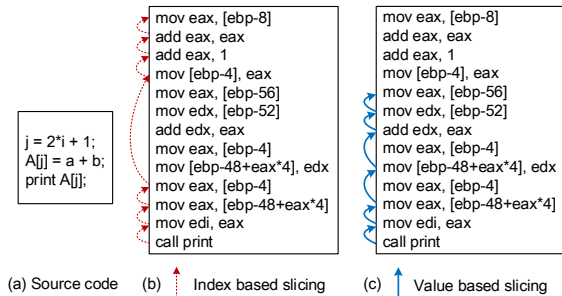 j = 2*i + 1;
A[j] = a + b;
print A[j];
(a) Source code
mov eax, [ebp-8]
add eax, eax
add eax, 1
mov [ebp-4], eax
mov eax, [ebp-56]
mov edx, [ebp-52]
add edx, eax
mov eax, [ebp-4]
mov [ebp-48+eax*4], edx
mov eax, [ebp-4]
mov eax, [ebp-48+eax*4]
mov edi, eax
call print
(b) Index based slicing
mov eax, [ebp-8]
add eax, eax
add eax, 1
mov [ebp-4], eax
mov eax, [ebp-56]
mov edx, [ebp-52]
add edx, eax
mov eax, [ebp-4]
mov [ebp-48+eax*4], edx
mov eax, [ebp-4]
mov eax, [ebp-48+eax*4]
mov edi, eax
call print
(c) Value based slicing